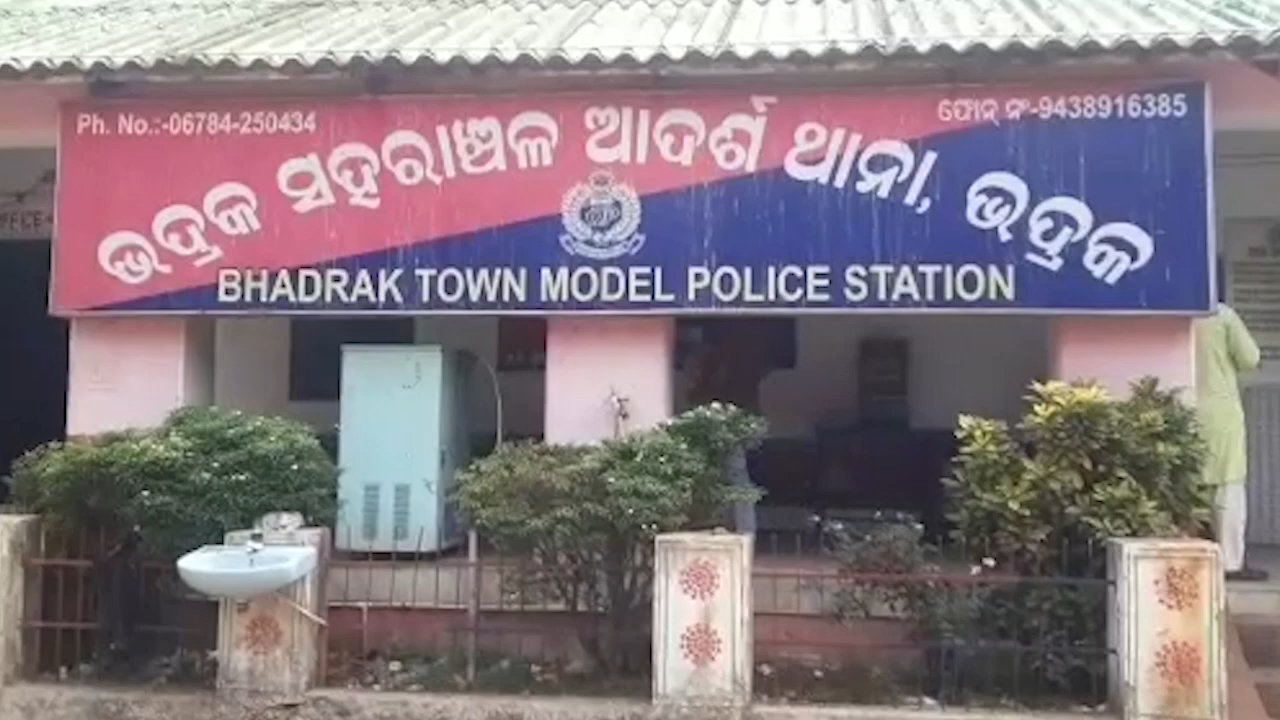 Ph. No.:-06784-250434
ଫୋନ୍ ନଂ-9438916385
ଭଦ୍ରକ ସହରାଞ୍ଚଳ ଆଦର୍ଶ ଥାନା, ଭଦ୍ରକ
BHADRAK TOWN MODEL POLICE STATION